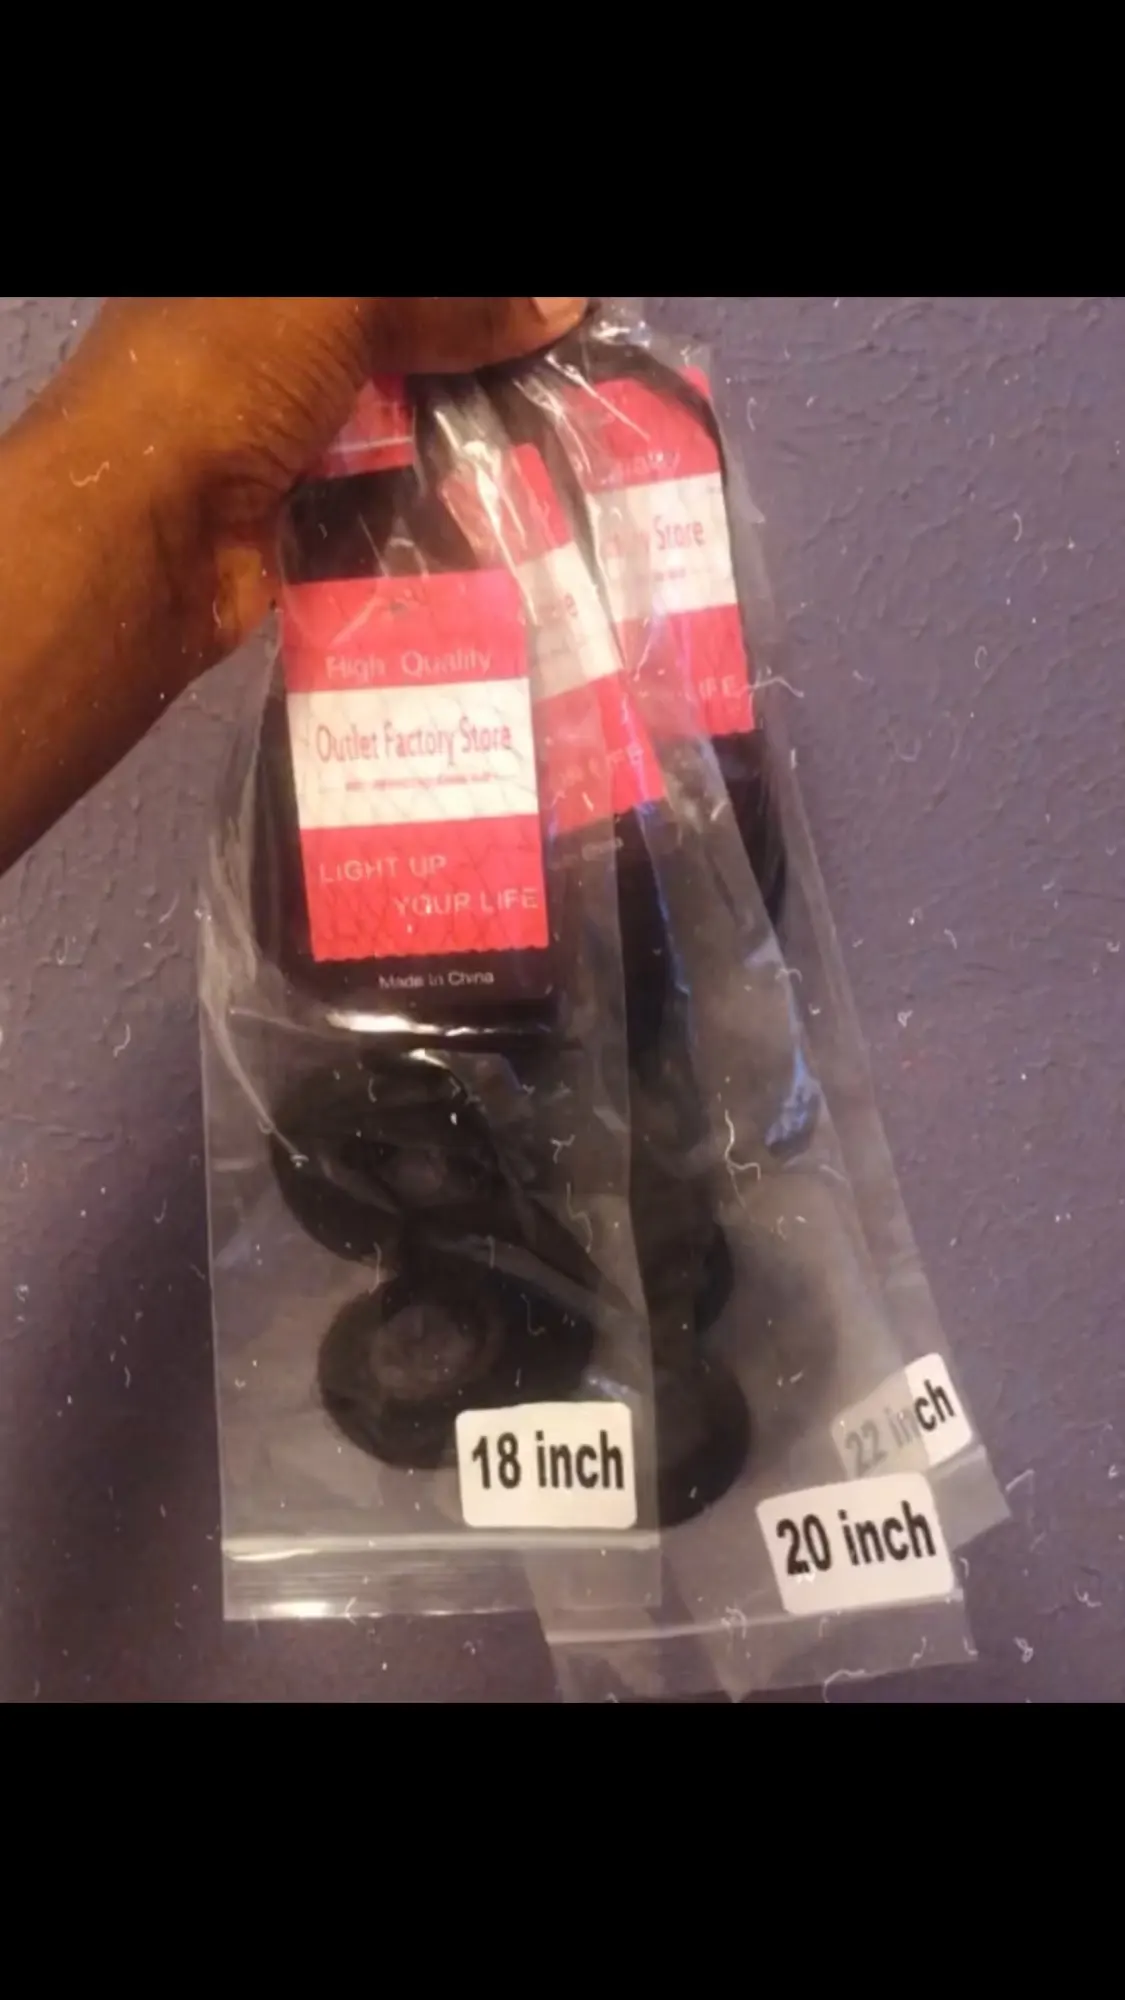 High Quality
Outlet Factory Store
LIGHT UP
YOUR LIFE
Made In China
Store
LIFE
18 inch
20 inch
22 inch